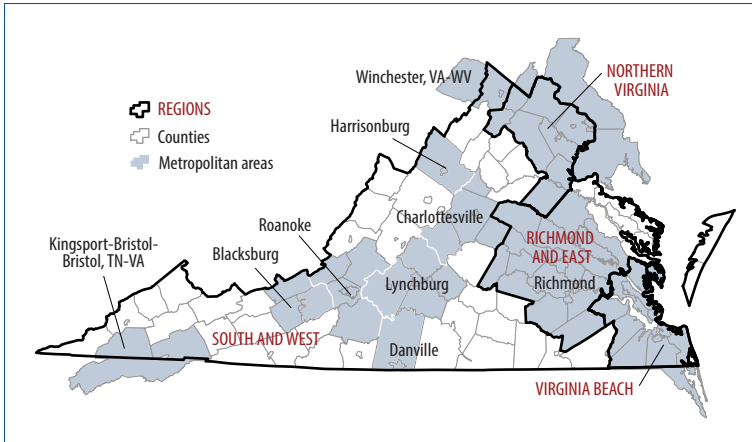 Winchester, VA-WV
NORTHERN
VIRGINIA
REGIONS
Counties
Metropolitan areas
Harrisonburg
Charlottesville
Roanoke
Kingsport-Bristol-
Bristol, TN-VA
Blacksburg
RICHMOND
AND EAST
Lynchburg
Richmond
SOUTH AND WEST
Danville
VIRGINIA BEACH